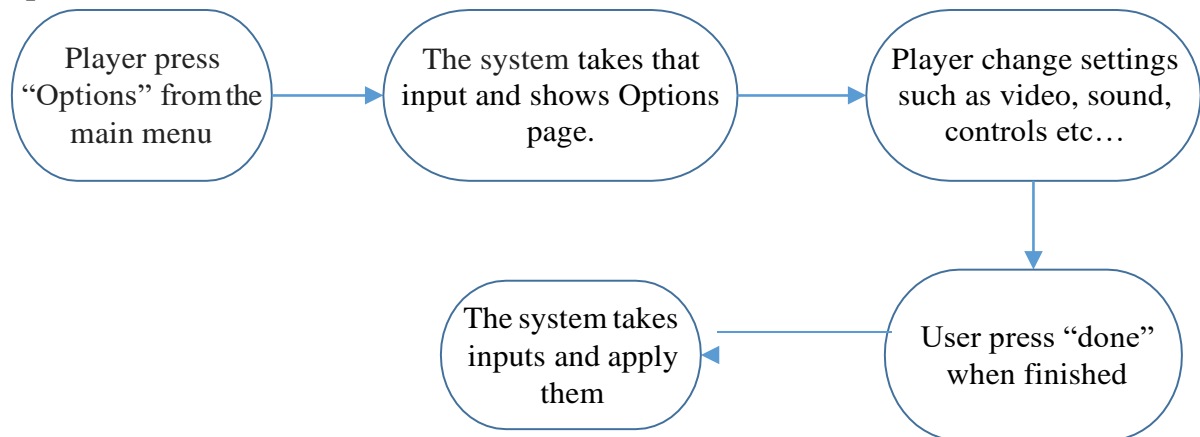 Player press
“Options” from the
main menu
The system takes that
input and shows Options
page.
Player change settings
such as video, sound,
controls etc…
User press “done”
when finished
The system takes
inputs and apply
them